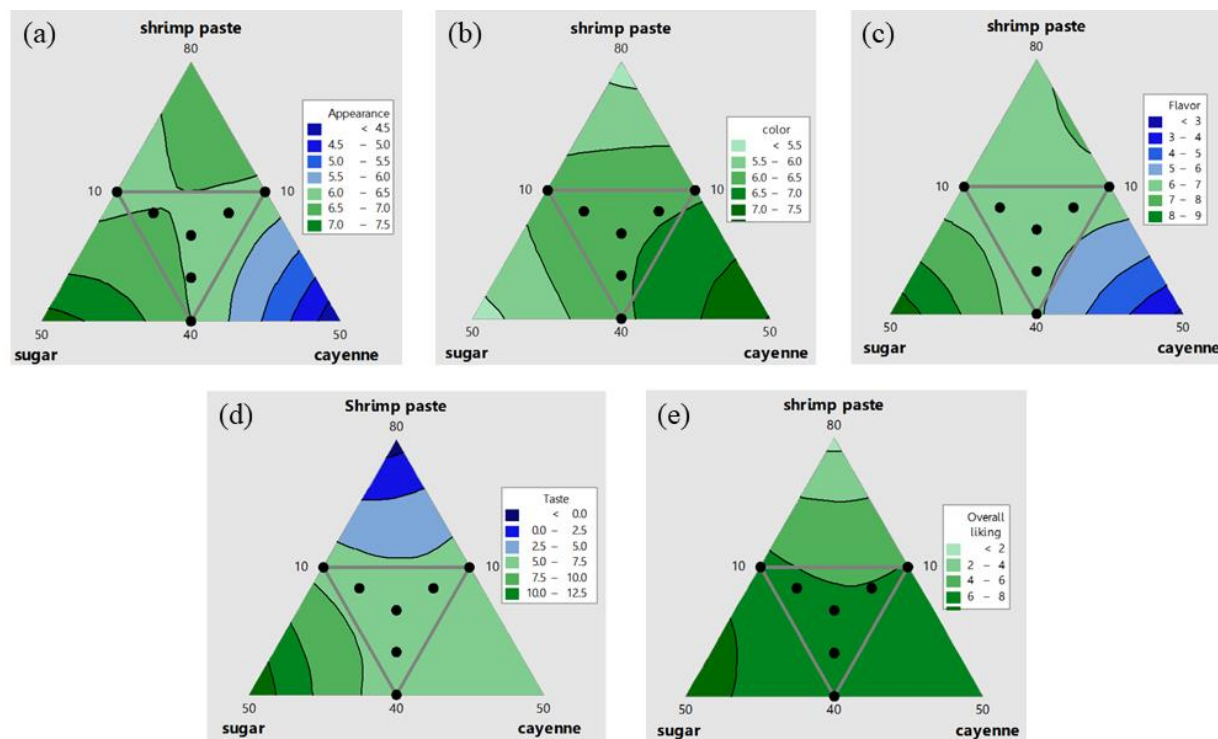 (a)
shrimp paste
80
Appearance
< 4.5
4.5 – 5.0
5.0 – 5.5
5.5 – 6.0
6.0 – 6.5
6.5 – 7.0
7.0 – 7.5
10
10
50
40
50
sugar
cayenne
(b)
shrimp paste
80
color
< 5.5
5.5 – 6.0
6.0 – 6.5
6.5 – 7.0
7.0 – 7.5
10
10
50
40
50
sugar
cayenne
(c)
shrimp paste
80
Flavor
< 3
3 – 4
4 – 5
5 – 6
6 – 7
7 – 8
8 – 9
10
10
50
40
50
sugar
cayenne
(d)
Shrimp paste
80
Taste
< 0.0
0.0 – 2.5
2.5 – 5.0
5.0 – 7.5
7.5 – 10.0
10.0 – 12.5
10
10
50
40
50
sugar
cayenne
(e)
shrimp paste
80
Overall
liking
< 2
2 – 4
4 – 6
6 – 8
10
10
50
40
50
sugar
cayenne